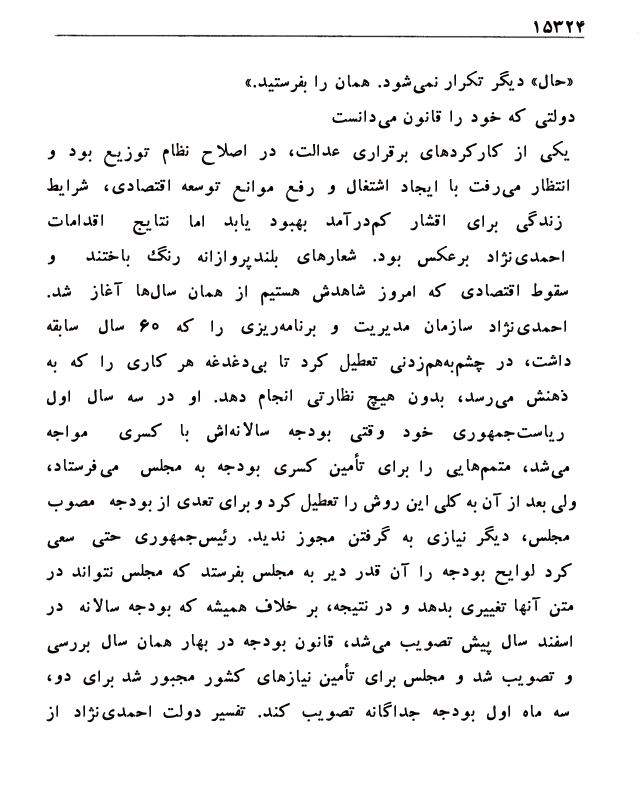 ۱۵۳۲۴
«حال» دیگر تکرار نمی‌شود. همان را بفرستید.»
دولتی که خود را قانون می‌دانست
یکی از کارکردهای برقراری عدالت، در اصلاح نظام توزیع بود و
انتظار می‌رفت با ایجاد اشتغال و رفع موانع توسعه اقتصادی، شرایط
زندگی برای اقشار کم‌درآمد بهبود یابد اما نتایج اقدامات
احمدی‌نژاد برعکس بود. شعارهای بلندپروازانه رنگ باختند و
سقوط اقتصادی که امروز شاهدش هستیم از همان سال‌ها آغاز شد.
احمدی‌نژاد سازمان مدیریت و برنامه‌ریزی را که ۶۰ سال سابقه
داشت، در چشم‌به‌هم‌زدنی تعطیل کرد تا بی‌دغدغه هر کاری را که به
ذهنش می‌رسد، بدون هیچ نظارتی انجام دهد. او در سه سال اول
ریاست‌جمهوری خود وقتی بودجه سالانه‌اش با کسری مواجه
می‌شد، متمم‌هایی را برای تأمین کسری بودجه به مجلس می‌فرستاد،
ولی بعد از آن به کلی این روش را تعطیل کرد و برای تعدی از بودجه مصوب
مجلس، دیگر نیازی به گرفتن مجوز ندید. رئیس‌جمهوری حتی سعی
کرد لوایح بودجه را آن قدر دیر به مجلس بفرستد که مجلس نتواند در
متن آنها تغییری بدهد و در نتیجه، بر خلاف همیشه که بودجه سالانه در
اسفند سال پیش تصویب می‌شد، قانون بودجه در بهار همان سال بررسی
و تصویب شد و مجلس برای تأمین نیازهای کشور مجبور شد برای دو،
سه ماه اول بودجه جداگانه تصویب کند. تفسیر دولت احمدی‌نژاد از